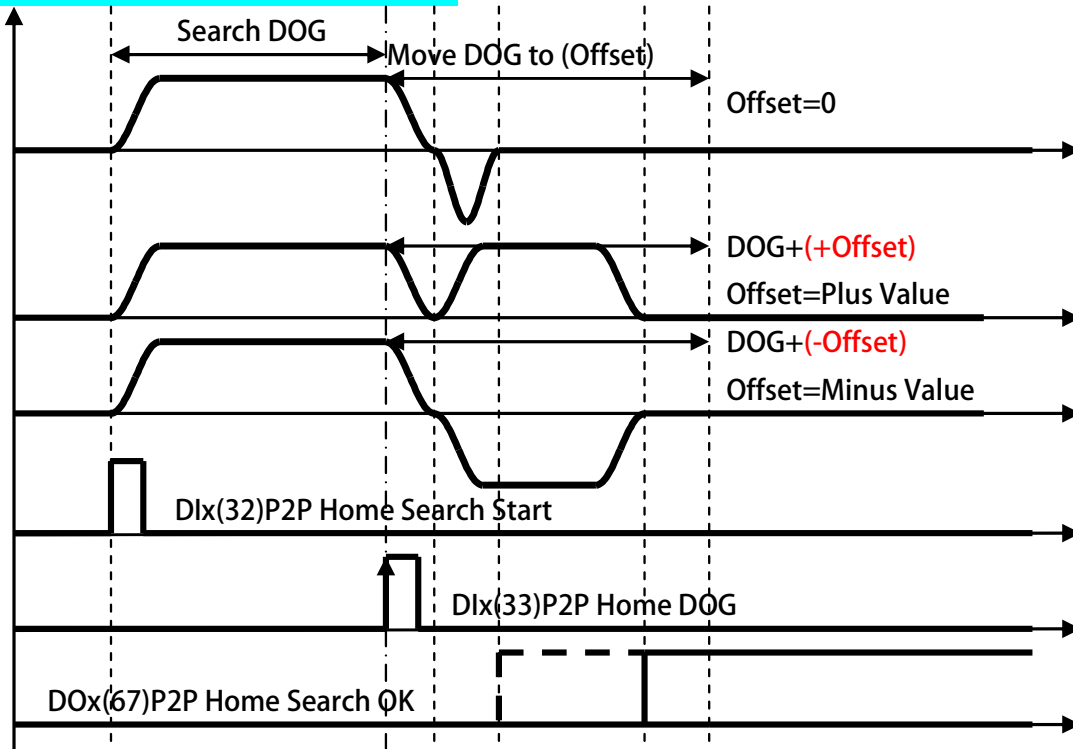 Search DOG
Move DOG to (Offset)
Offset=0
DOG+(+Offset)
Offset=Plus Value
DOG+(-Offset)
Offset=Minus Value
DIx(32)P2P Home Search Start
DIx(33)P2P Home DOG
DOx(67)P2P Home Search OK